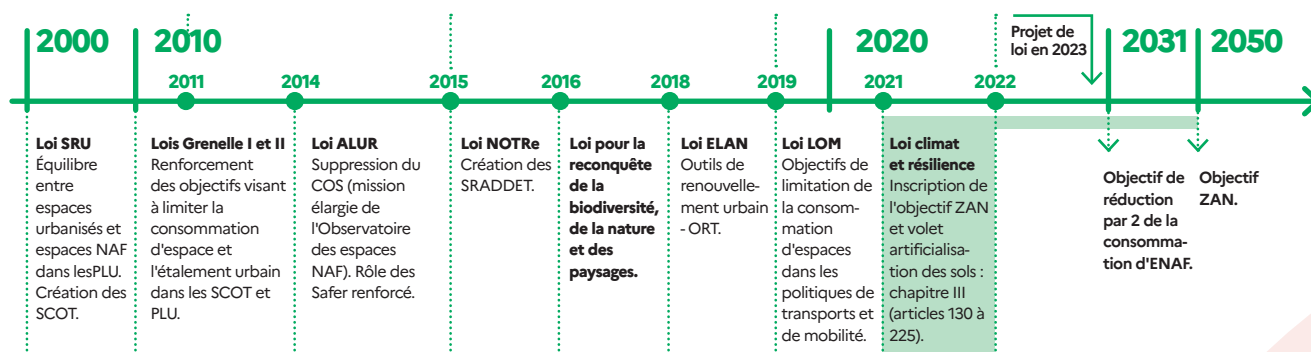 2000
2010
2020
2031
2050
Projet de
loi en 2023
2011
2014
2015
2016
2018
2019
2021
2022
Loi SRU
Équilibre
entre
espaces
urbanisés et
espaces NAF
dans lesPLU.
Création des
SCOT.
Lois Grenelle I et II
Renforcement
des objectifs visant
à limiter la
consommation
d'espace et
l'étalement urbain
dans les SCOT et
PLU.
Loi ALUR
Suppression du
COS (mission
élargie de
l'Observatoire
des espaces
NAF). Rôle des
Safer renforcé.
Loi NOTRe
Création des
SRADDET.
Loi pour la
reconquête
de la
biodiversité,
de la nature
et des
paysages.
Loi ELAN
Outils de
renouvelle-
ment urbain
- ORT.
Loi LOM
Objectifs de
limitation de
la consom-
mation
d'espaces
dans les
politiques de
transports et
de mobilité.
Loi climat
et résilience
Inscription de
l'objectif ZAN
et volet
artificialisa-
tion des sols :
chapitre III
(articles 130 à
225).
Objectif de
réduction
par 2 de la
consomma-
tion d'ENAF.
Objectif
ZAN.